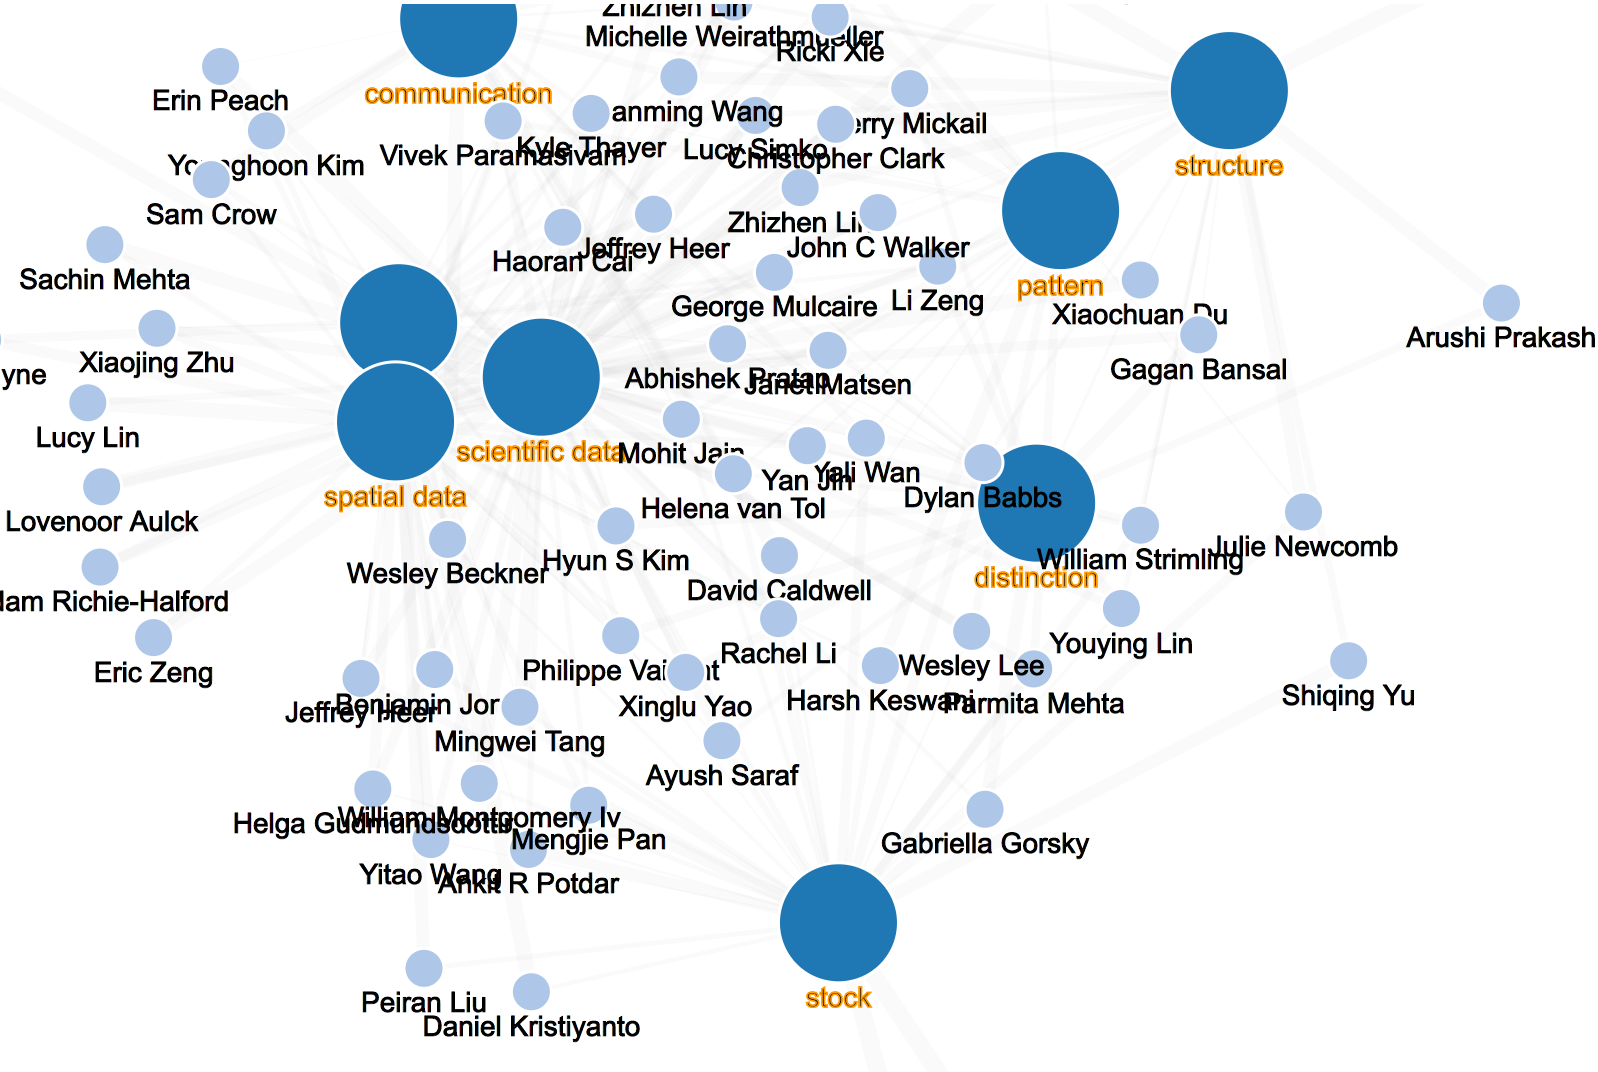 Zhizhen Lin
Michelle Weirathmueller
Ricki Xie
Erin Peach
communication
anming Wang
erry Mickail
Vivek Paramasivam
Kyle Thayer
Lucy Simko
Christopher Clark
Younghoon Kim
structure
Sam Crow
Zhizhen Lin
Haoran Cai
Jeffrey Heer
John C Walker
Sachin Mehta
pattern
George Mulcaire
Li Zeng
Xiaochuan Du
Arushi Prakash
yne
Xiaojing Zhu
Abhishek Pratap
Janet Matsen
Gagan Bansal
Lucy Lin
scientific data
Mohit Jain
Yan Jin
Yali Wan
spatial data
Helena van Tol
Dylan Babbs
Lovenoor Aulck
Wesley Beckner
Hyun S Kim
William Strimling
Julie Newcomb
distinction
David Caldwell
dam Richie-Halford
Youying Lin
Eric Zeng
Rachel Li
Wesley Lee
Xinglu Yao
Harsh Keswani
Parmita Mehta
Shiqing Yu
Jeffrey Heer
Benjamin Jor
Mingwei Tang
Ayush Saraf
Helga Gudmundsdottir
William Montgomery Iv
Mengjie Pan
Gabriella Gorsky
Yitao Wang
Ankit R Potdar
Peiran Liu
stock
Daniel Kristiyanto